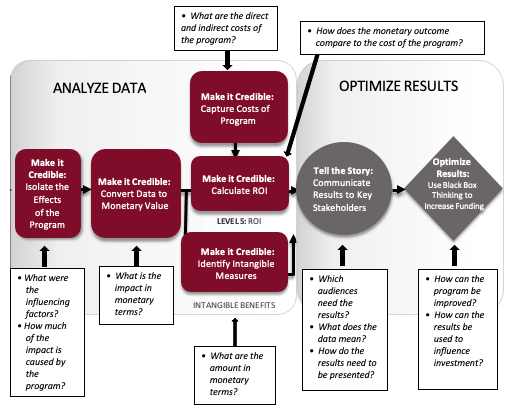 • What are the direct
and indirect costs of
the program?
• How does the monetary outcome
compare to the cost of the program?
ANALYZE DATA
OPTIMIZE RESULTS
Make it Credible:
Capture Costs of
Program
Make it
Credible:
Isolate the
Effects
of the
Program
Make it Credible:
Convert Data to
Monetary Value
Make it Credible:
Calculate ROI
LEVEL 5: ROI
Make it Credible:
Identify Intangible
Measures
INTANGIBLE BENEFITS
Tell the Story:
Communicate
Results to Key
Stakeholders
Optimize
Results:
Use Black Box
Thinking to
Increase Funding
• What were
the
influencing
factors?
• How much
of the
impact is
caused by
the
program?
• What is the
impact in
monetary
terms?
• What are the
amount in
monetary
terms?
• Which
audiences
need the
results?
• What does the
data mean?
• How do the
results need to
be presented?
• How can the
program be
improved?
• How can the
results be
used to
influence
investment?